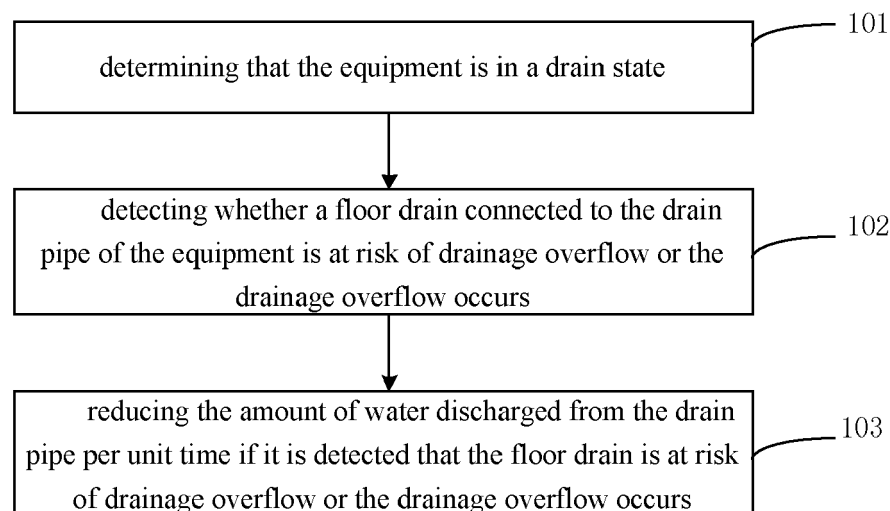 101
determining that the equipment is in a drain state
detecting whether a floor drain connected to the drain
pipe of the equipment is at risk of drainage overflow or the
drainage overflow occurs
102
reducing the amount of water discharged from the drain
pipe per unit time if it is detected that the floor drain is at risk
of drainage overflow or the drainage overflow occurs
103